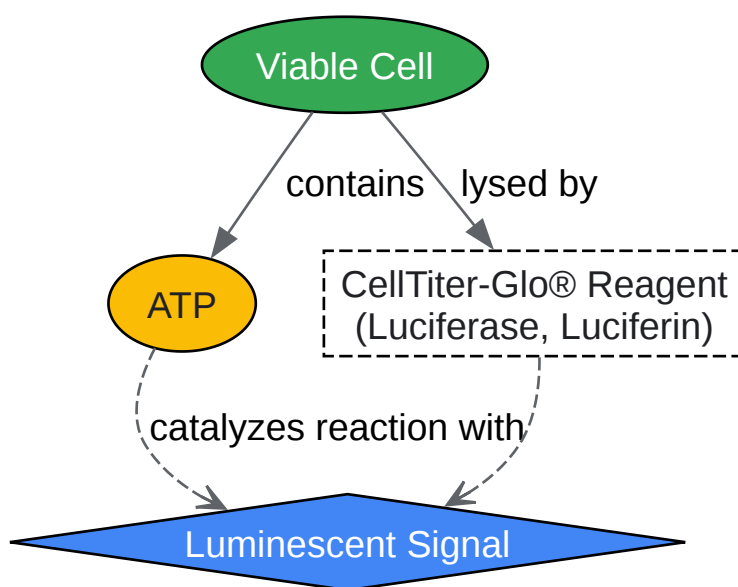 Viable Cell
contains
lysed by
ATP
CellTiter-Glo® Reagent
(Luciferase, Luciferin)
catalyzes reaction with
Luminescent Signal